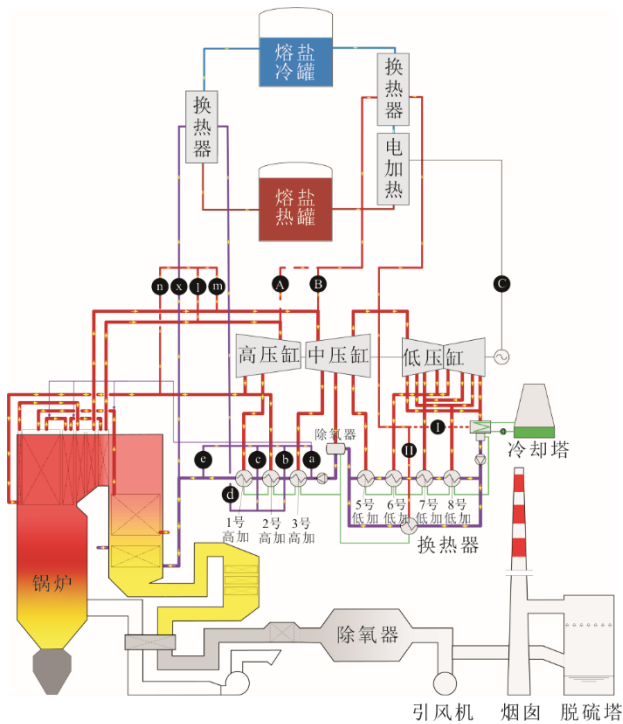 熔盐
冷罐
换热器
换热器
电加热
熔盐
热罐
n
x
l
m
A
B
C
高压缸
中压缸
低压缸
I
II
冷却塔
除氧器
e
c
b
a
d
1号
高加
2号
高加
3号
高加
5号
低加
6号
低加
7号
低加
8号
低加
换热器
锅炉
除氧器
引风机
烟囱
脱硫塔